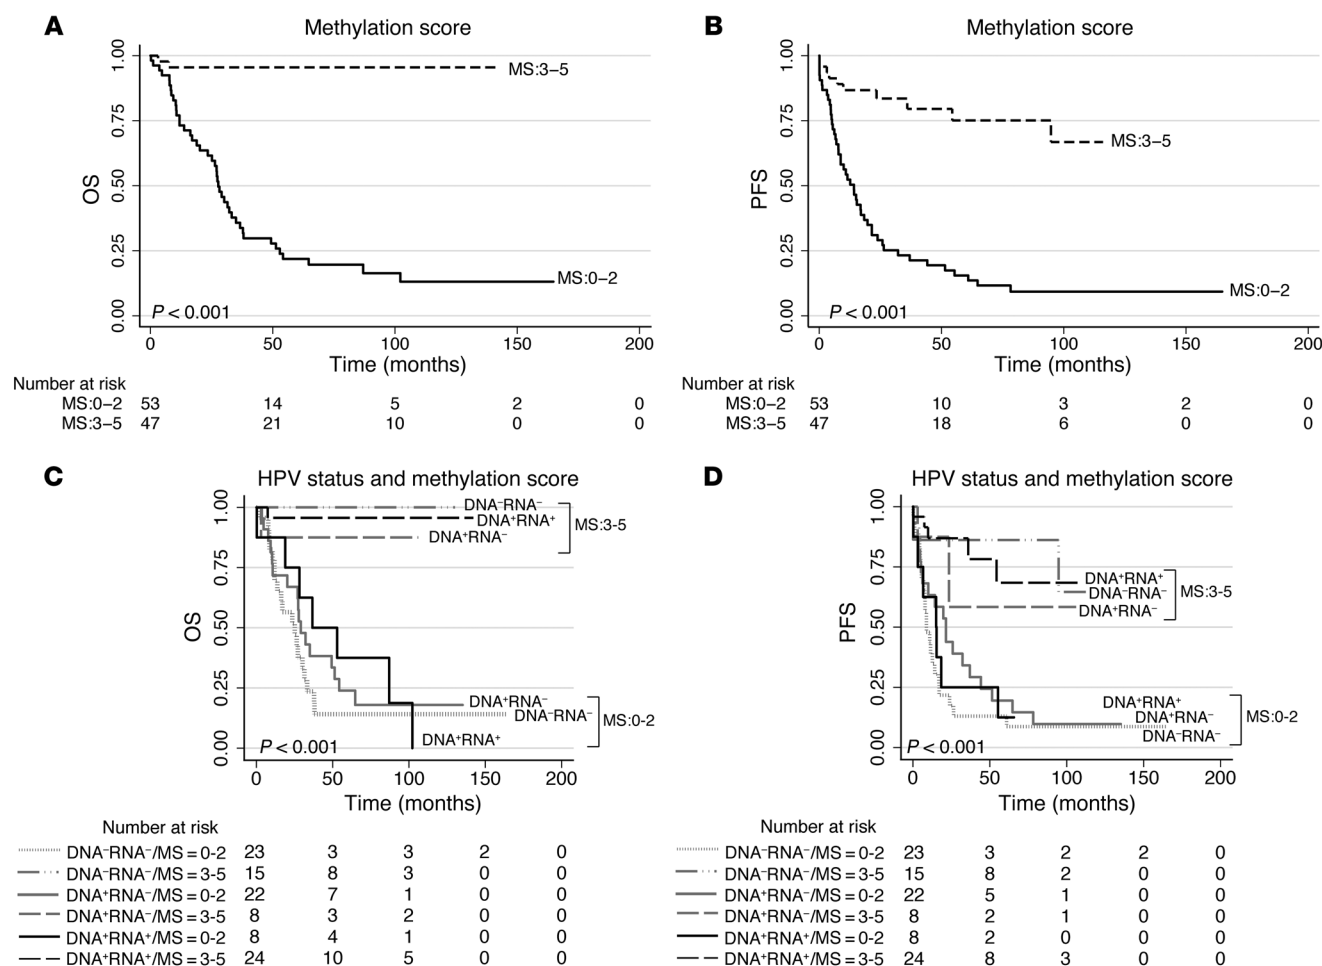 A
Methylation score
1.00
0.75
0.50
0.25
0.00
OS
MS:3–5
MS:0–2
P < 0.001
0 50 100 150 200
Time (months)
Number at risk
MS:0–2 53 14 5 2 0
MS:3–5 47 21 10 0 0
B
Methylation score
1.00
0.75
0.50
0.25
0.00
PFS
MS:3–5
MS:0–2
P < 0.001
0 50 100 150 200
Time (months)
Number at risk
MS:0–2 53 10 3 2 0
MS:3–5 47 18 6 0 0
C
HPV status and methylation score
1.00
0.75
0.50
0.25
0.00
OS
DNA⁻RNA⁻
DNA⁺RNA⁺
DNA⁺RNA⁻
MS:3-5
DNA⁺RNA⁻
DNA⁻RNA⁻
DNA⁺RNA⁺
MS:0-2
P < 0.001
0 50 100 150 200
Time (months)
Number at risk
DNA⁻RNA⁻/MS = 0-2 23 3 3 2 0
DNA⁻RNA⁻/MS = 3-5 15 8 3 0 0
DNA⁺RNA⁻/MS = 0-2 22 7 1 0 0
DNA⁺RNA⁻/MS = 3-5 8 3 2 0 0
DNA⁺RNA⁺/MS = 0-2 8 4 1 0 0
DNA⁺RNA⁺/MS = 3-5 24 10 5 0 0
D
HPV status and methylation score
1.00
0.75
0.50
0.25
0.00
PFS
DNA⁺RNA⁺
DNA⁻RNA⁻
DNA⁺RNA⁻
MS:3-5
DNA⁺RNA⁺
DNA⁺RNA⁻
DNA⁻RNA⁻
MS:0-2
P < 0.001
0 50 100 150 200
Time (months)
Number at risk
DNA⁻RNA⁻/MS = 0-2 23 3 2 2 0
DNA⁻RNA⁻/MS = 3-5 15 8 2 0 0
DNA⁺RNA⁻/MS = 0-2 22 5 1 0 0
DNA⁺RNA⁻/MS = 3-5 8 2 1 0 0
DNA⁺RNA⁺/MS = 0-2 8 2 0 0 0
DNA⁺RNA⁺/MS = 3-5 24 8 3 0 0